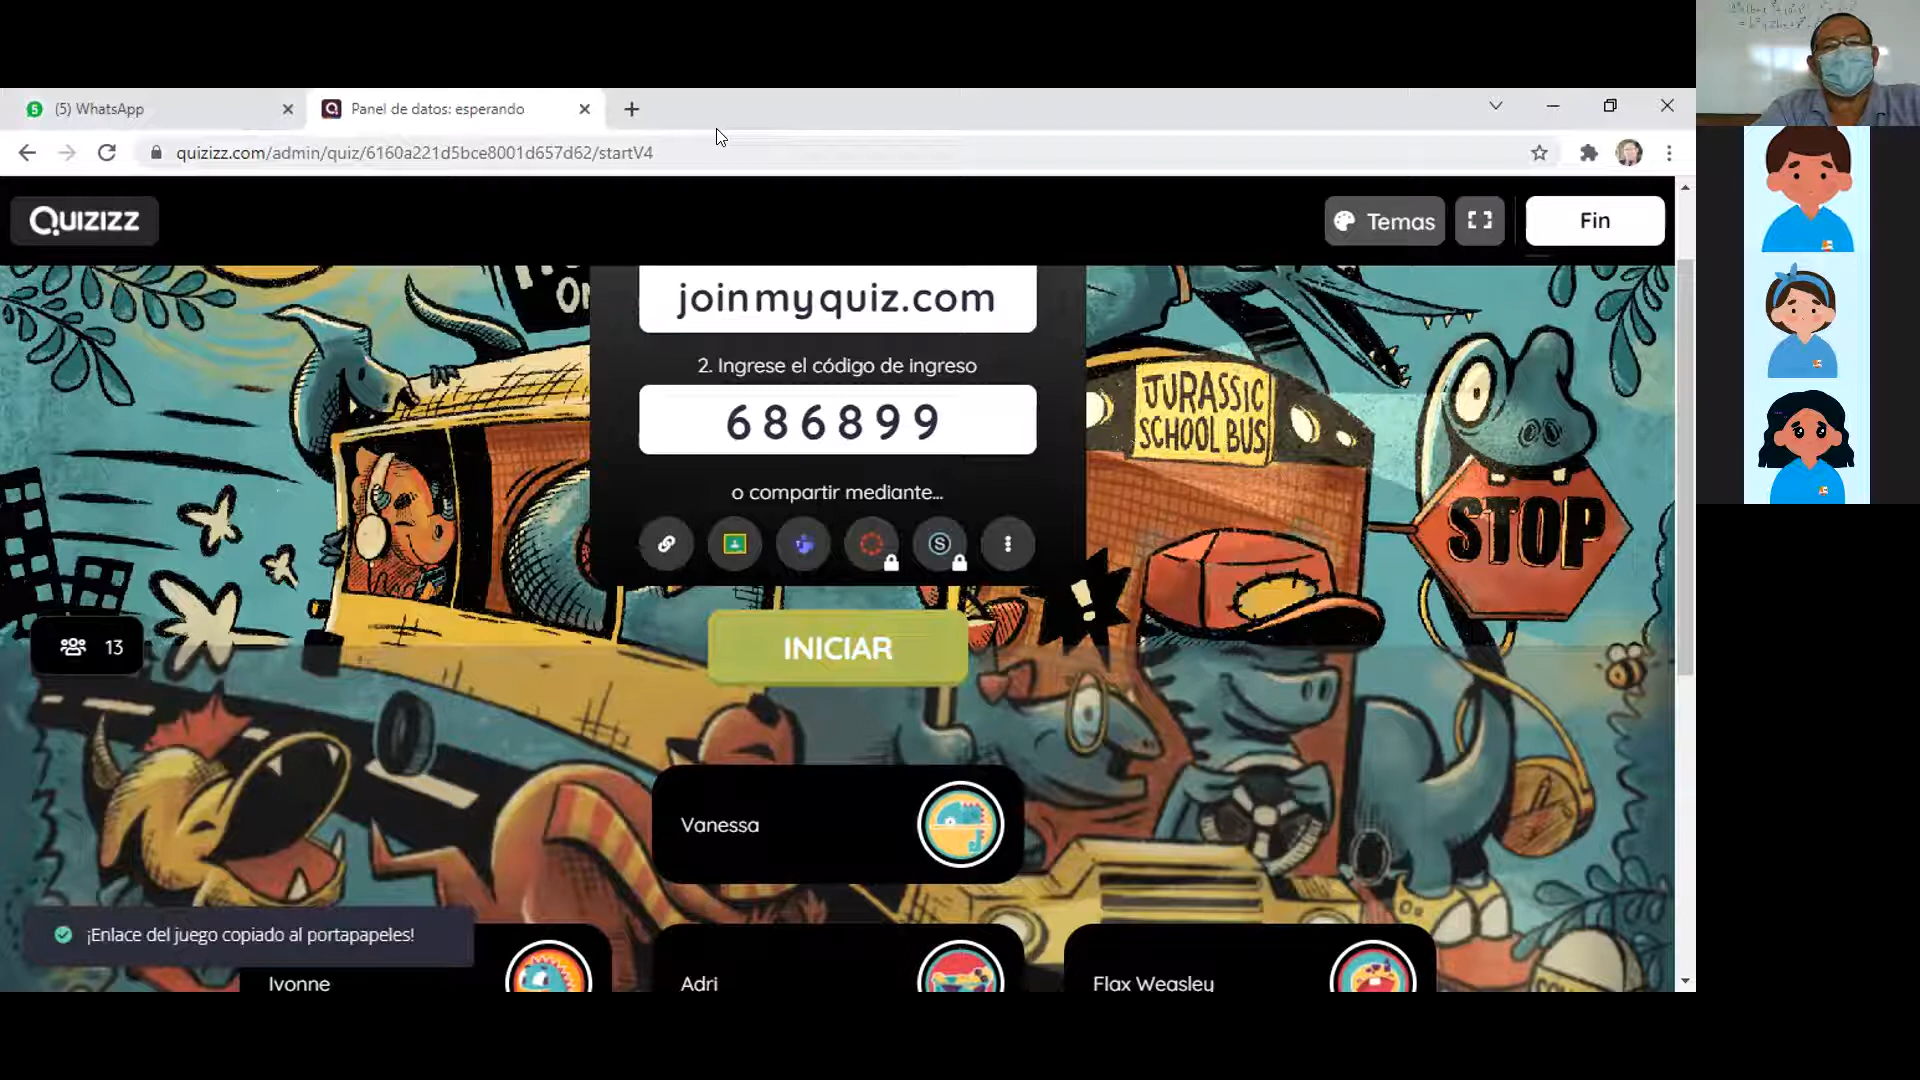 (5) WhatsApp
Panel de datos: esperando
quizizz.com/admin/quiz/6160a221d5bce8001d657d62/startV4
QUIZIZZ
Temas
Fin
joinmyquiz.com
2. Ingrese el código de ingreso
686899
JURASSIC
SCHOOL BUS
o compartir mediante...
STOP
INICIAR
13
Vanessa
¡Enlace del juego copiado al portapapeles!
Ivonne
Adri
Flax Weasley